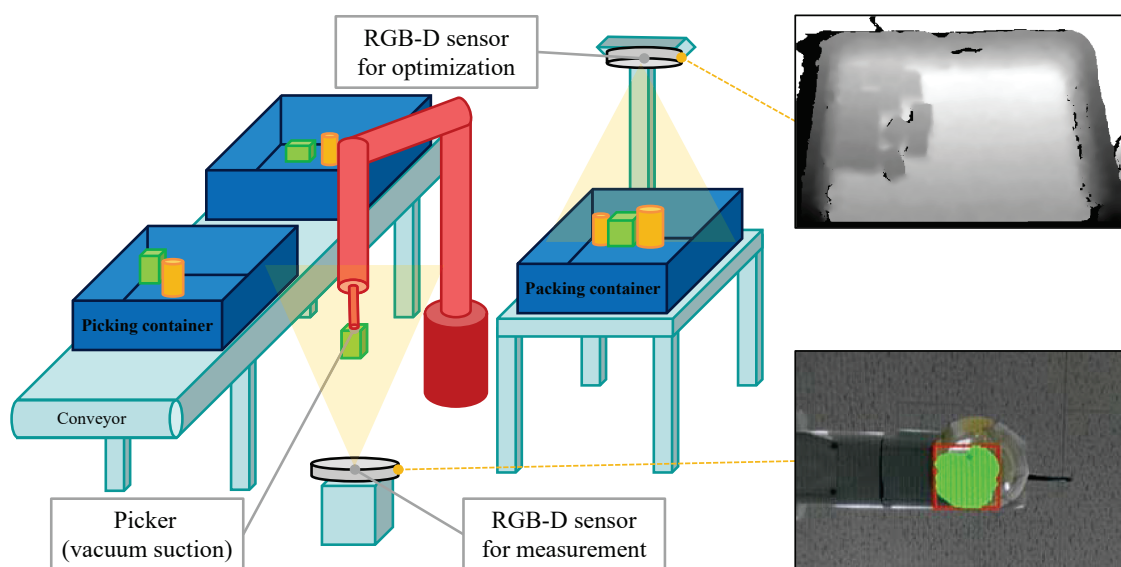 RGB-D sensor
for optimization
Picking container
Packing container
Conveyor
Picker
(vacuum suction)
RGB-D sensor
for measurement